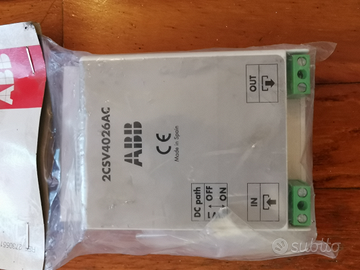 ABB
2CSV4026AC
ABB
CE
Made in Spain
OUT
DC path
OFF
ON
IN
subito